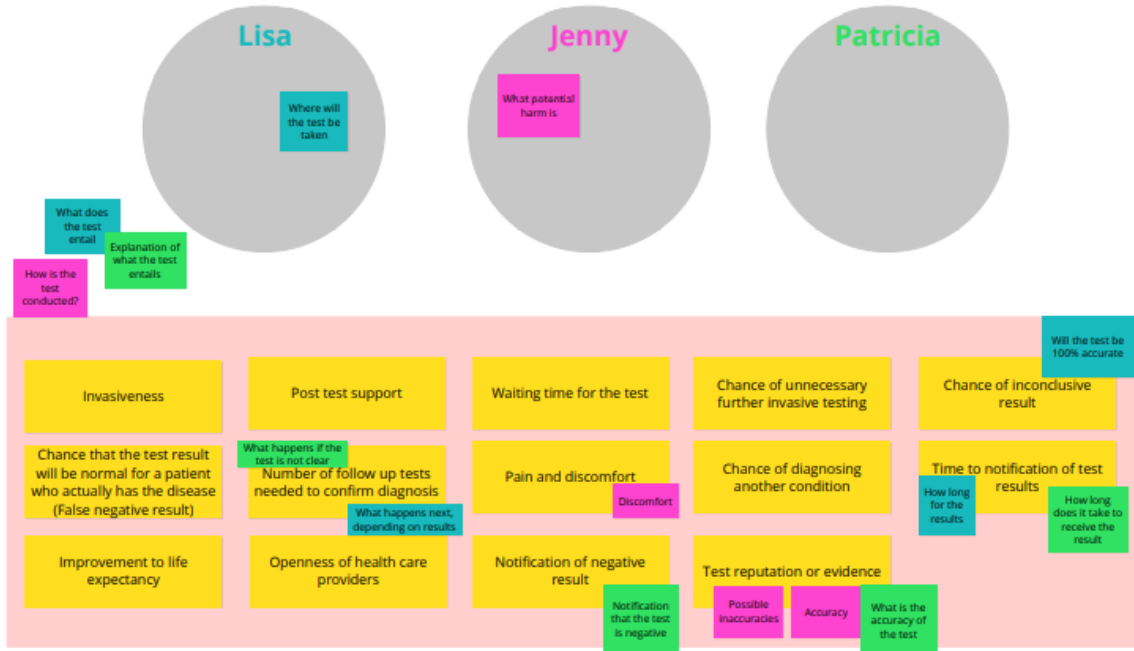 Lisa
Jenny
Patricia
Where will
the test be
taken
What potential
harm is
What does
the test
entail
Explanation of
what the test
entails
How is the
test
conducted?
Will the test be
100% accurate
Invasiveness
Post test support
Waiting time for the test
Chance of unnecessary
further invasive testing
Chance of inconclusive
result
Chance that the test result
will be normal for a patient
who actually has the disease
(False negative result)
What happens if the
test is not clear
Number of follow up tests
needed to confirm diagnosis
What happens next,
depending on results
Pain and discomfort
Discomfort
Chance of diagnosing
another condition
Time to notification of test
results
How long
for the
results
How long
does it take to
receive the
result
Improvement to life
expectancy
Openness of health care
providers
Notification of negative
result
Notification
that the test
is negative
Test reputation or evidence
Possible
inaccuracies
Accuracy
What is the
accuracy of
the test